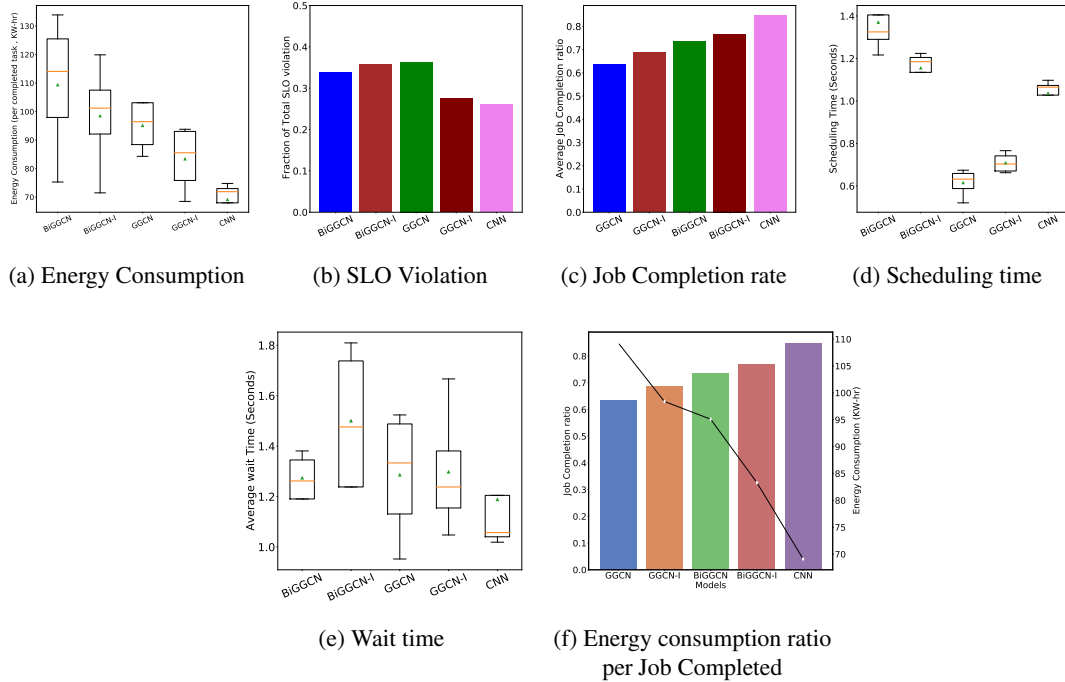 Energy Consumption (per completed task , KW-hr)
130
120
110
100
90
80
70
BiGGCN
BiGGCN-I
GGCN
GGCN-I
CNN
(a) Energy Consumption
Fraction of Total SLO violation
0.5
0.4
0.3
0.2
0.1
0.0
BiGGCN
BiGGCN-I
GGCN
GGCN-I
CNN
(b) SLO Violation
Average Job Completion ratio
0.9
0.8
0.7
0.6
0.5
0.4
0.3
0.2
0.1
0.0
GGCN
GGCN-I
BiGGCN
BiGGCN-I
CNN
(c) Job Completion rate
Scheduling Time (Seconds)
1.4
1.2
1.0
0.8
0.6
BiGGCN
BiGGCN-I
GGCN
GGCN-I
CNN
(d) Scheduling time
Average wait Time (Seconds)
1.8
1.6
1.4
1.2
1.0
BiGGCN
BiGGCN-I
GGCN
GGCN-I
CNN
(e) Wait time
Job Completion ratio
0.8
0.7
0.6
0.5
0.4
0.3
0.2
0.1
0.0
GGCN
GGCN-I
BiGGCN
BiGGCN-I
CNN
Models
110
105
100
95
90
85
80
75
70
Energy Consumption (KW-hr)
(f) Energy consumption ratio
per Job Completed